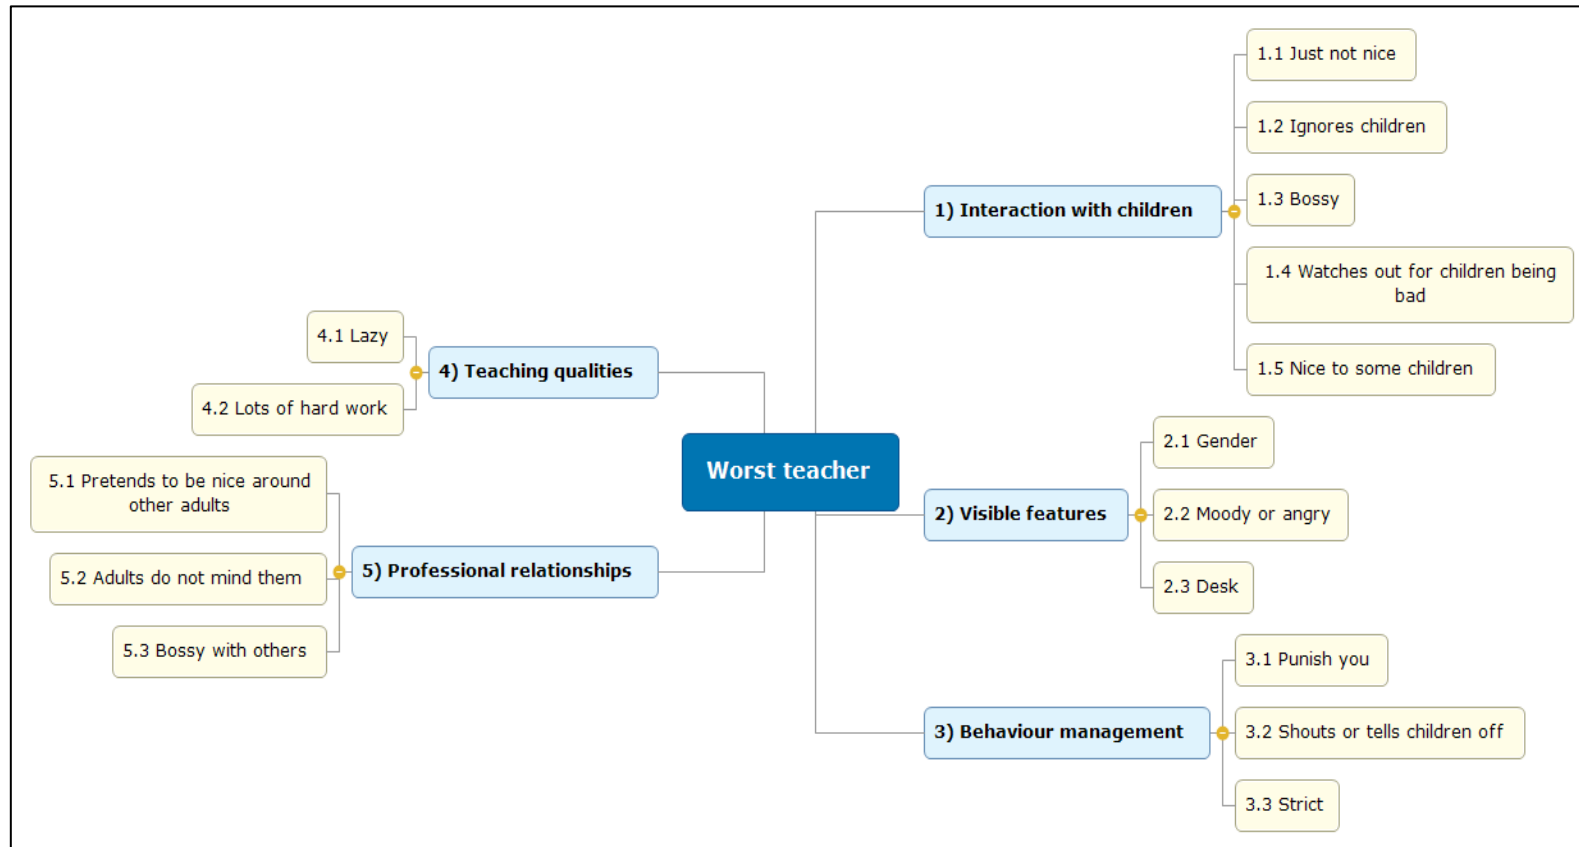 Worst teacher
1) Interaction with children
1.1 Just not nice
1.2 Ignores children
1.3 Bossy
1.4 Watches out for children being
bad
1.5 Nice to some children
2) Visible features
2.1 Gender
2.2 Moody or angry
2.3 Desk
3) Behaviour management
3.1 Punish you
3.2 Shouts or tells children off
3.3 Strict
4) Teaching qualities
4.1 Lazy
4.2 Lots of hard work
5) Professional relationships
5.1 Pretends to be nice around
other adults
5.2 Adults do not mind them
5.3 Bossy with others